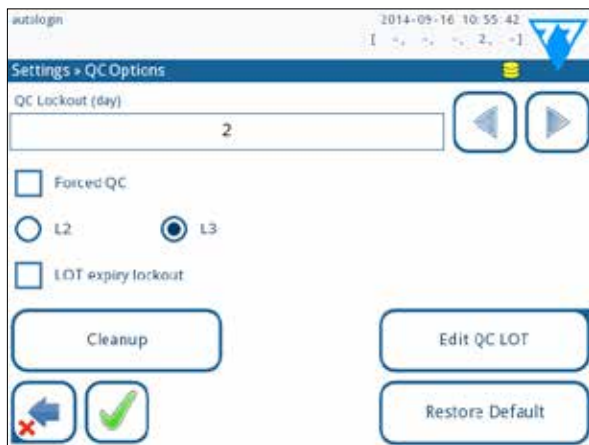 autologin
2014-09-16 10:55:42
[ -, -, -, 2, -]
Settings » QC Options
QC Lockout (day)
2
Forced QC
L2
L3
LOT expiry lockout
Cleanup
Edit QC LOT
Restore Default